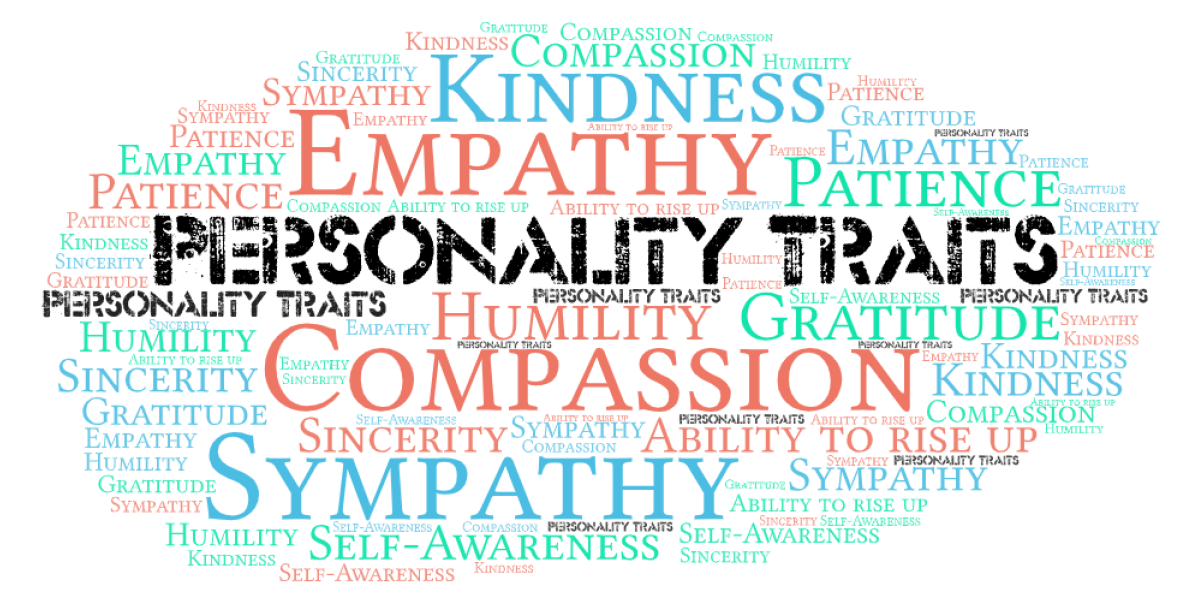 Gratitude
Kindness Compassion Compassion Compassion
Gratitude Kindness Humility
Sincerity
Sympathy Humility
Patience
Kindness
Sympathy Empathy Gratitude
Patience Empathy Ability to rise up Personality Traits
Empathy Patience Empathy Patience
Patience Patience Gratitude
Compassion Ability to rise up Ability to rise up Sympathy Sincerity
Self-Awareness
Patience Personality Traits Empathy
Kindness Compassion
Sincerity Humility Patience
Gratitude Patience Humility
Self-Awareness
Personality Traits Personality Traits Self-Awareness Personality Traits
Sincerity Empathy Humility Gratitude Sympathy
Humility Personality Traits Personality Traits Kindness
Ability to rise up Empathy Compassion Empathy Kindness
Sincerity Sincerity Kindness
Gratitude Ability to rise up
Self-Awareness Ability to rise up Personality Traits Ability to rise up Compassion
Empathy Sincerity Sympathy Ability to rise up Humility
Compassion
Humility Sympathy Sympathy Personality Traits
Gratitude Gratitude Sympathy
Sympathy Ability to rise up
Humility Self-Awareness Compassion Personality Traits Sincerity Self-Awareness
Kindness Self-Awareness Self-Awareness
Sincerity
Self-Awareness Kindness